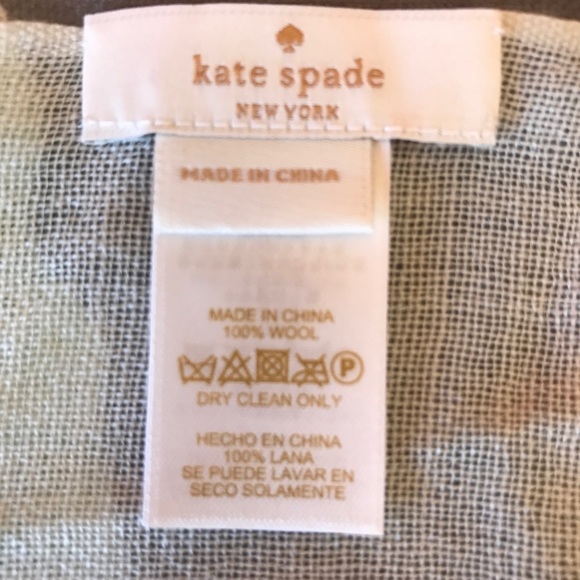 kate spade
NEW YORK
MADE IN CHINA
MADE IN CHINA
100% WOOL
P
DRY CLEAN ONLY
HECHO EN CHINA
100% LANA
SE PUEDE LAVAR EN
SECO SOLAMENTE